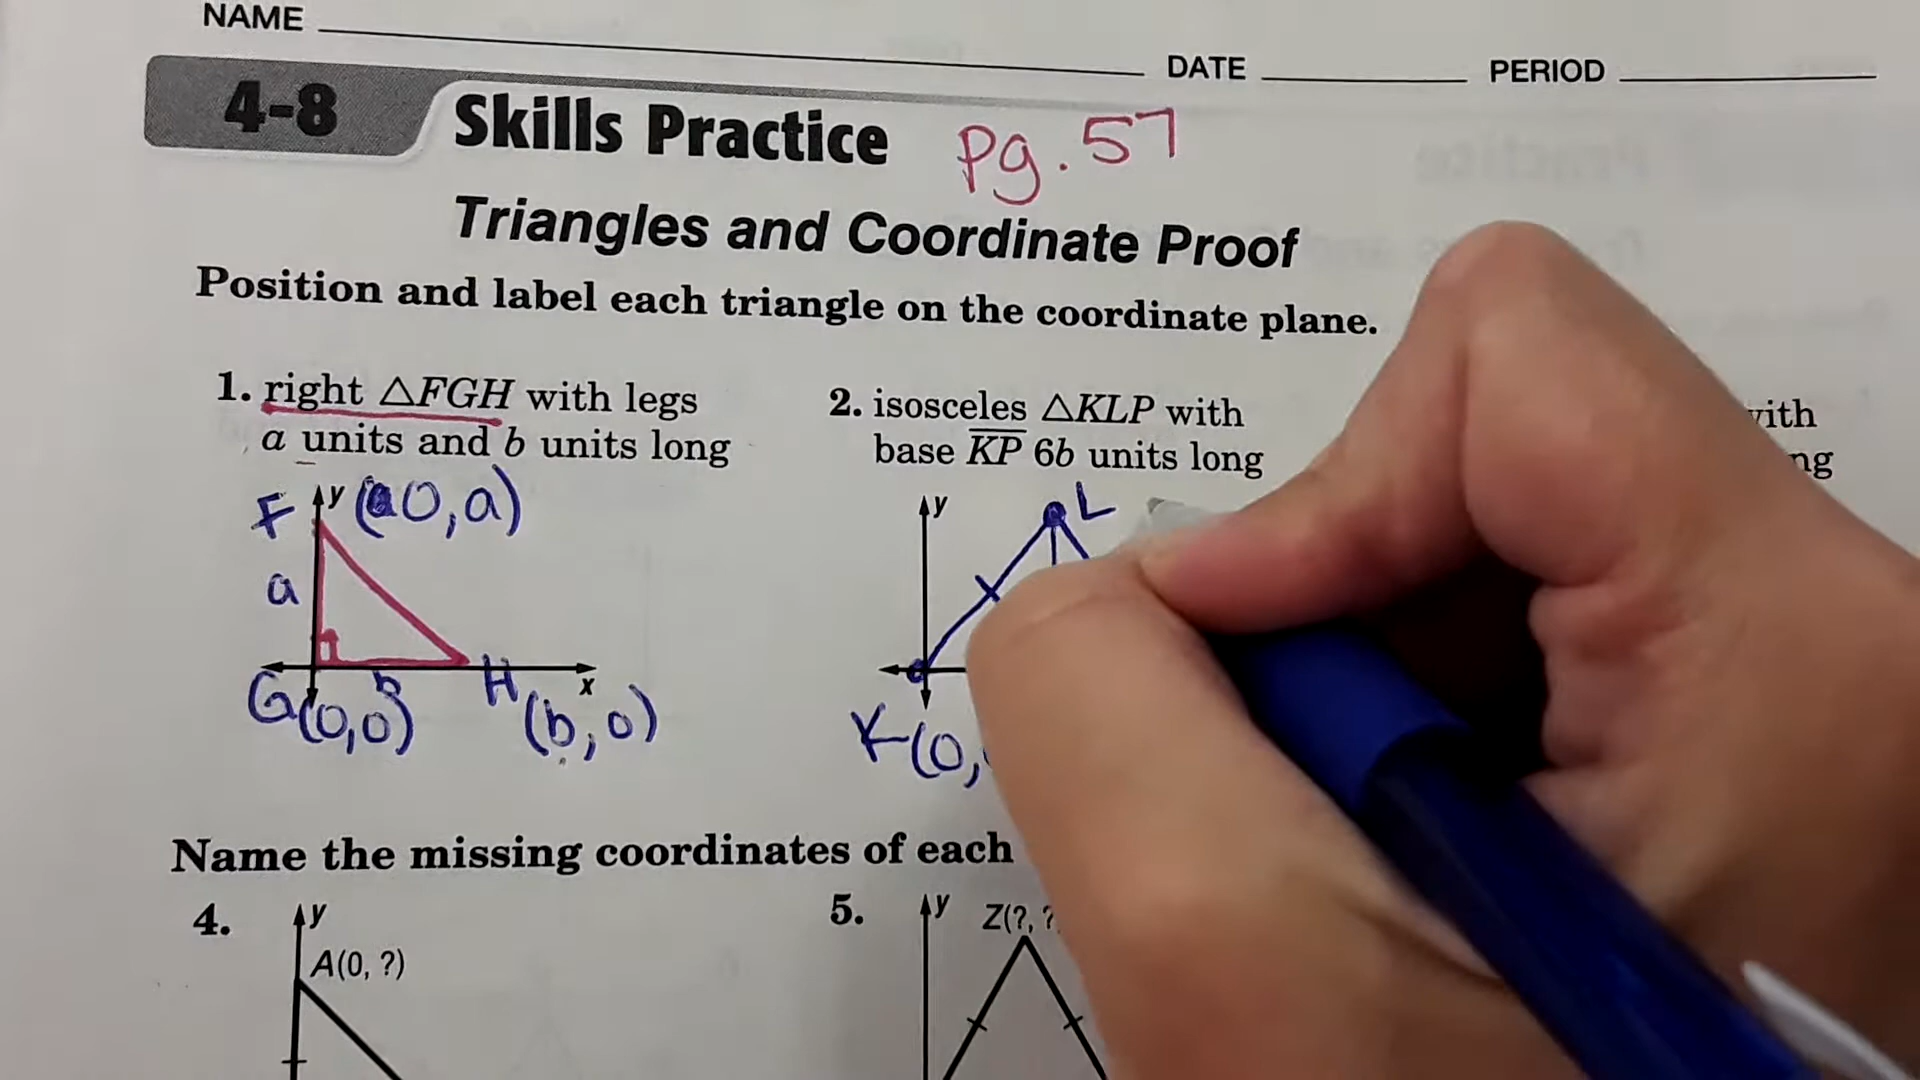 NAME
DATE PERIOD
4-8 Skills Practice pg. 57
Triangles and Coordinate Proof
Position and label each triangle on the coordinate plane.
1. right △FGH with legs
a units and b units long
2. isosceles △KLP with
base KP 6b units long
F y (0, a)
a
b
G(0,0) H x
(b, 0)
y L
K(0,
Name the missing coordinates of each
4. y
A(0, ?)
5. y Z(?, ?